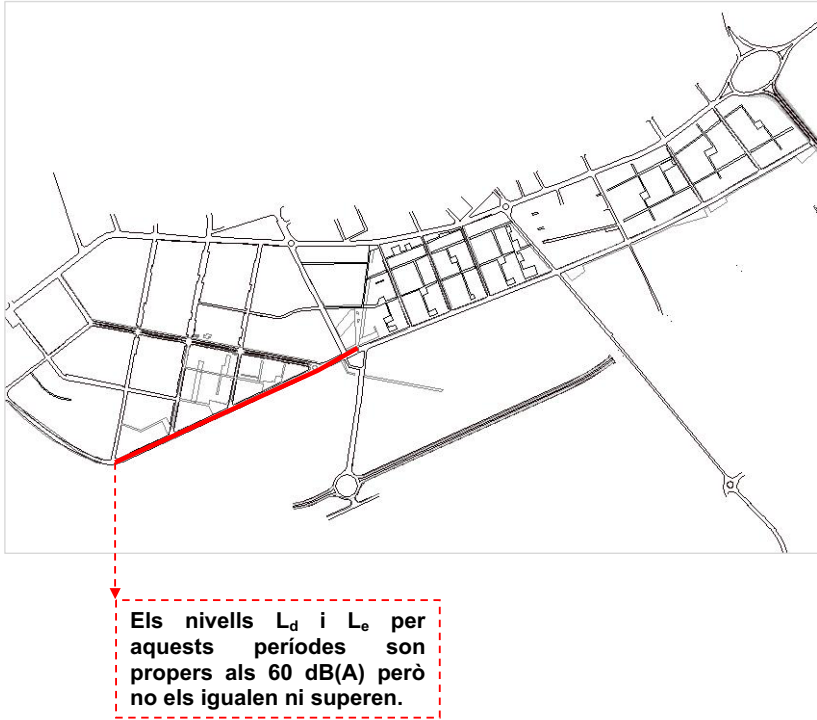 Els nivells Ld i Le per
aquests períodes son
propers als 60 dB(A) però
no els igualen ni superen.